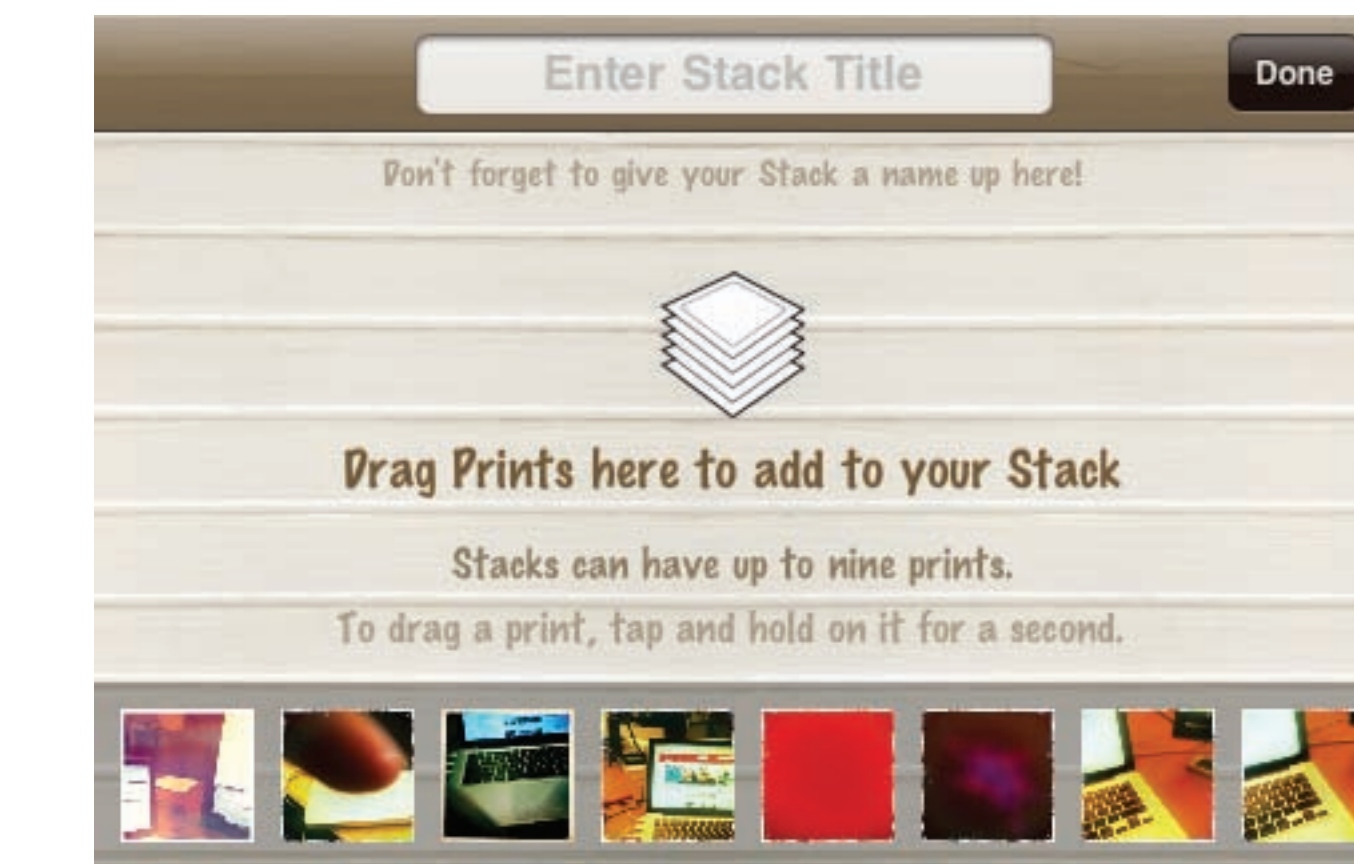 Enter Stack Title
Done
Don't forget to give your Stack a name up here!
Drag Prints here to add to your Stack
Stacks can have up to nine prints.
To drag a print, tap and hold on it for a second.